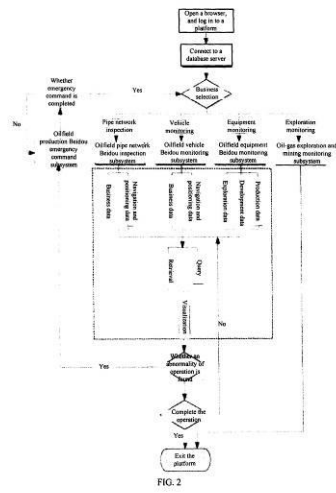 Open a browser,
and log in to a
platform
Connect to a
database server
Business
selection
Yes
Whether
emergency
command is
completed
No
Oilfield
production Beidou
emergency
command
subsystem
Pipe network
inspection
Vehicle
monitoring
Equipment
monitoring
Exploration
monitoring
Oilfield pipe network
Beidou inspection
subsystem
Oilfield vehicle
Beidou monitoring
subsystem
Oilfield equipment
Beidou monitoring
subsystem
Oil-gas exploration and
mining monitoring
subsystem
Business data
Navigation and
positioning data
Business data
Navigation and
positioning data
Exploration data
Development data
Production data
Retrieval
Query
Visualization
No
Whether an
abnormality of
operation is
found
Yes
Complete the
operation
Yes
Exit the
platform
FIG. 2